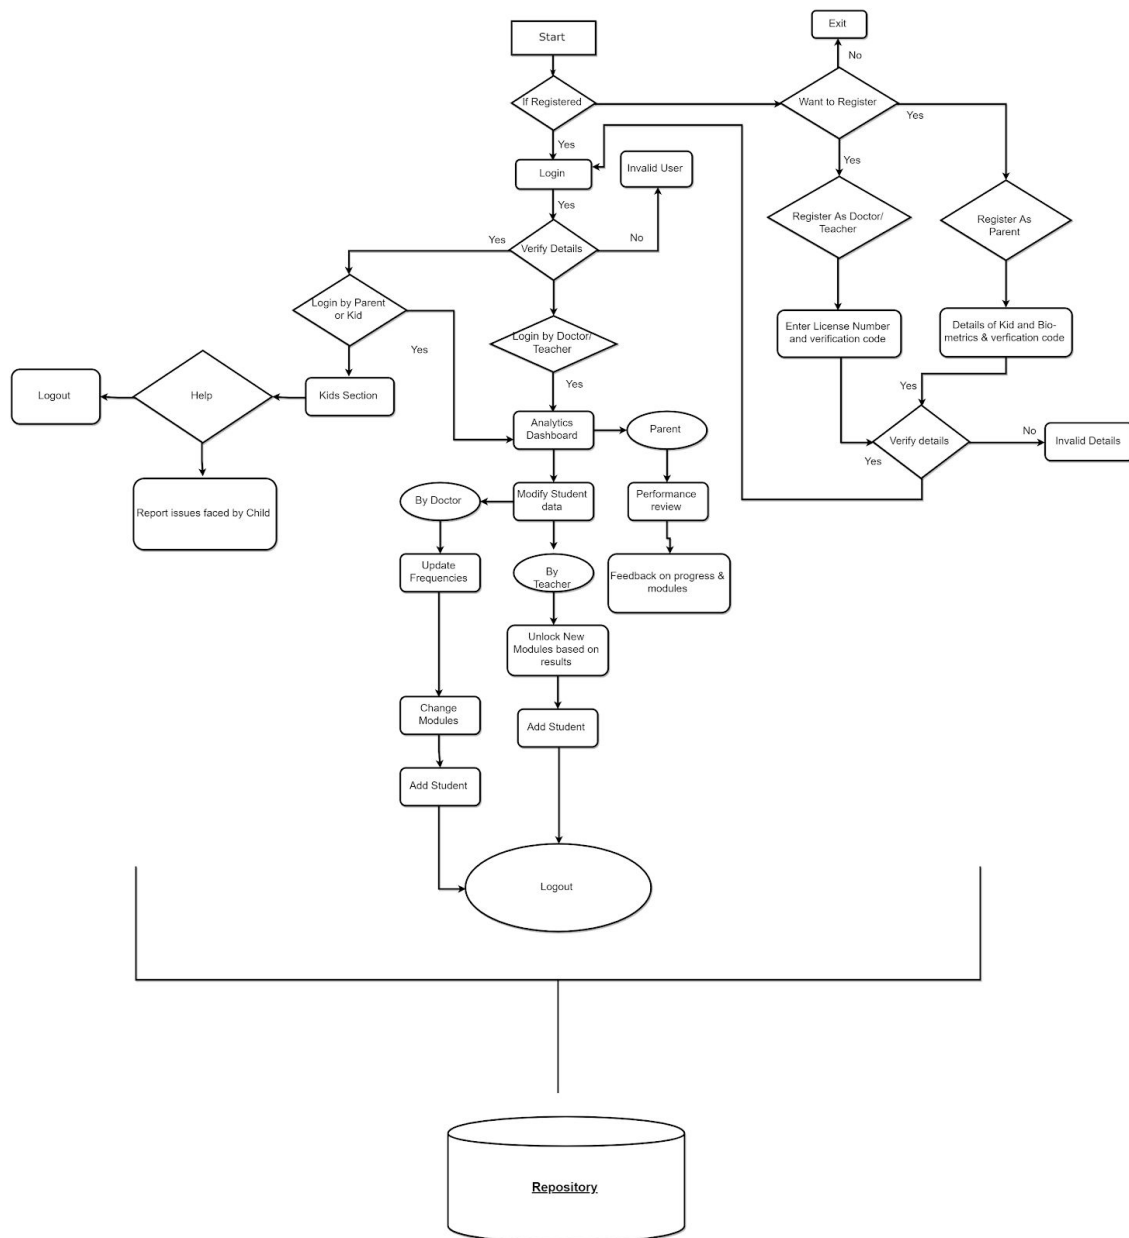 Start
Exit
No
If Registered
Want to Register
Yes
Yes
Yes
Login
Invalid User
Yes
Register As Doctor/
Teacher
Register As
Parent
Yes
Verify Details
No
Login by Parent
or Kid
Login by Doctor/
Teacher
Enter License Number
and verification code
Details of Kid and Bio-
metrics & verfication code
Yes
Yes
Yes
Logout
Help
Kids Section
Analytics
Dashboard
Parent
Verify details
Yes
No
Invalid Details
By Doctor
Modify Student
data
Performance
review
Report issues faced by Child
Update
Frequencies
By
Teacher
Feedback on progress &
modules
Unlock New
Modules based on
results
Change
Modules
Add Student
Add Student
Logout
Repository